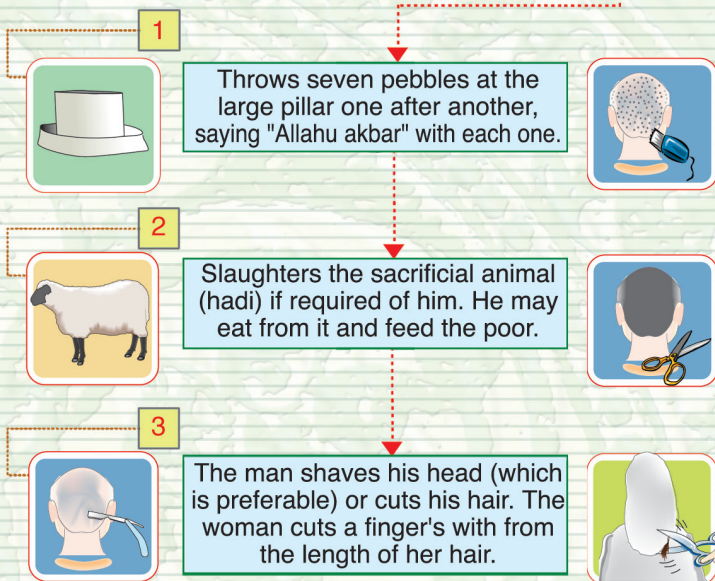 1
Throws seven pebbles at the
large pillar one after another,
saying "Allahu akbar" with each one.
2
Slaughters the sacrificial animal
(hadi) if required of him. He may
eat from it and feed the poor.
3
The man shaves his head (which
is preferable) or cuts his hair. The
woman cuts a finger's with from
the length of her hair.